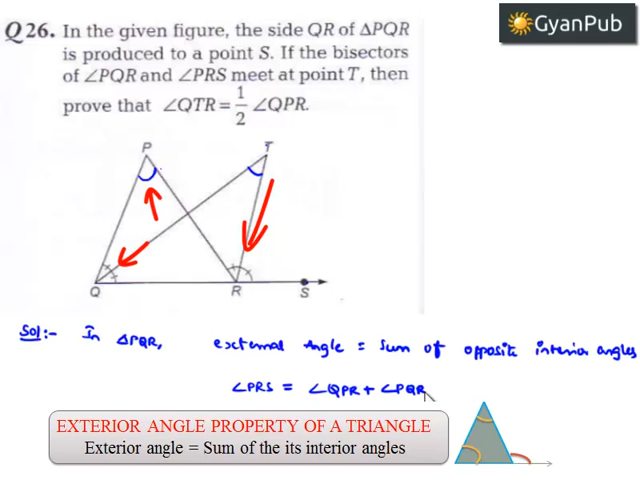 GyanPub
Q26. In the given figure, the side QR of ΔPQR
is produced to a point S. If the bisectors
of ∠PQR and ∠PRS meet at point T, then
prove that ∠QTR = 1/2 ∠QPR.
P T
Q R S
Sol:- In ΔPQR, external Angle = Sum of opposite interior angles
∠PRS = ∠QPR + ∠PQR
EXTERIOR ANGLE PROPERTY OF A TRIANGLE
Exterior angle = Sum of the its interior angles